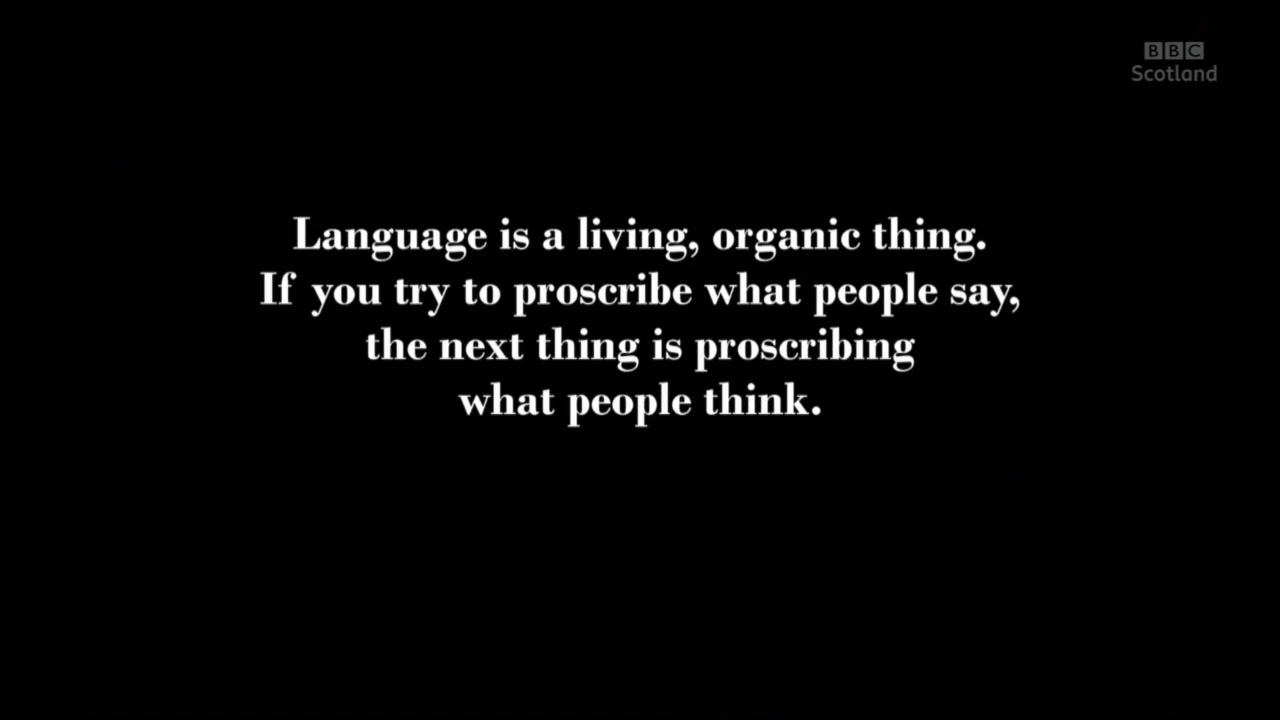 BBC
Scotland
Language is a living, organic thing.
If you try to proscribe what people say,
the next thing is proscribing
what people think.